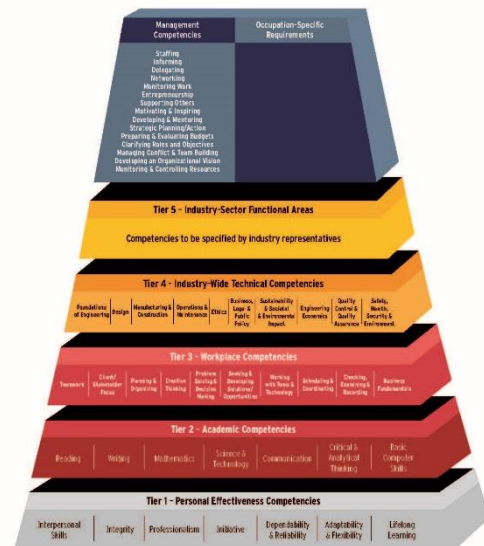 Management
Competencies
Occupation-Specific
Requirements
Staffing
Informing
Delegating
Networking
Monitoring Work
Entrepreneurship
Supporting Others
Motivating & Inspiring
Developing & Mentoring
Strategic Planning/Action
Preparing & Evaluating Budgets
Clarifying Roles and Objectives
Managing Conflict & Team Building
Developing an Organizational Vision
Monitoring & Controlling Resources
Tier 5 - Industry-Sector Functional Areas
Competencies to be specified by industry representatives
Tier 4 - Industry-Wide Technical Competencies
Foundations
of Engineering
Design
Manufacturing &
Construction
Operations &
Maintenance
Ethics
Business,
Legal &
Public
Policy
Sustainability
& Societal
& Environmental
Impact
Engineering
Economics
Quality
Control &
Quality
Assurance
Safety,
Health,
Security &
Environment
Tier 3 - Workplace Competencies
Teamwork
Client/
Stakeholder
Focus
Planning &
Organizing
Creative
Thinking
Problem
Solving &
Decision
Making
Seeking &
Developing
Solutions/
Opportunities
Working
with Tools &
Technology
Scheduling &
Coordinating
Checking,
Examining &
Recording
Business
Fundamentals
Tier 2 - Academic Competencies
Reading
Writing
Mathematics
Science &
Technology
Communication
Critical &
Analytical
Thinking
Basic
Computer
Skills
Tier 1 - Personal Effectiveness Competencies
Interpersonal
Skills
Integrity
Professionalism
Initiative
Dependability
& Reliability
Adaptability
& Flexibility
Lifelong
Learning